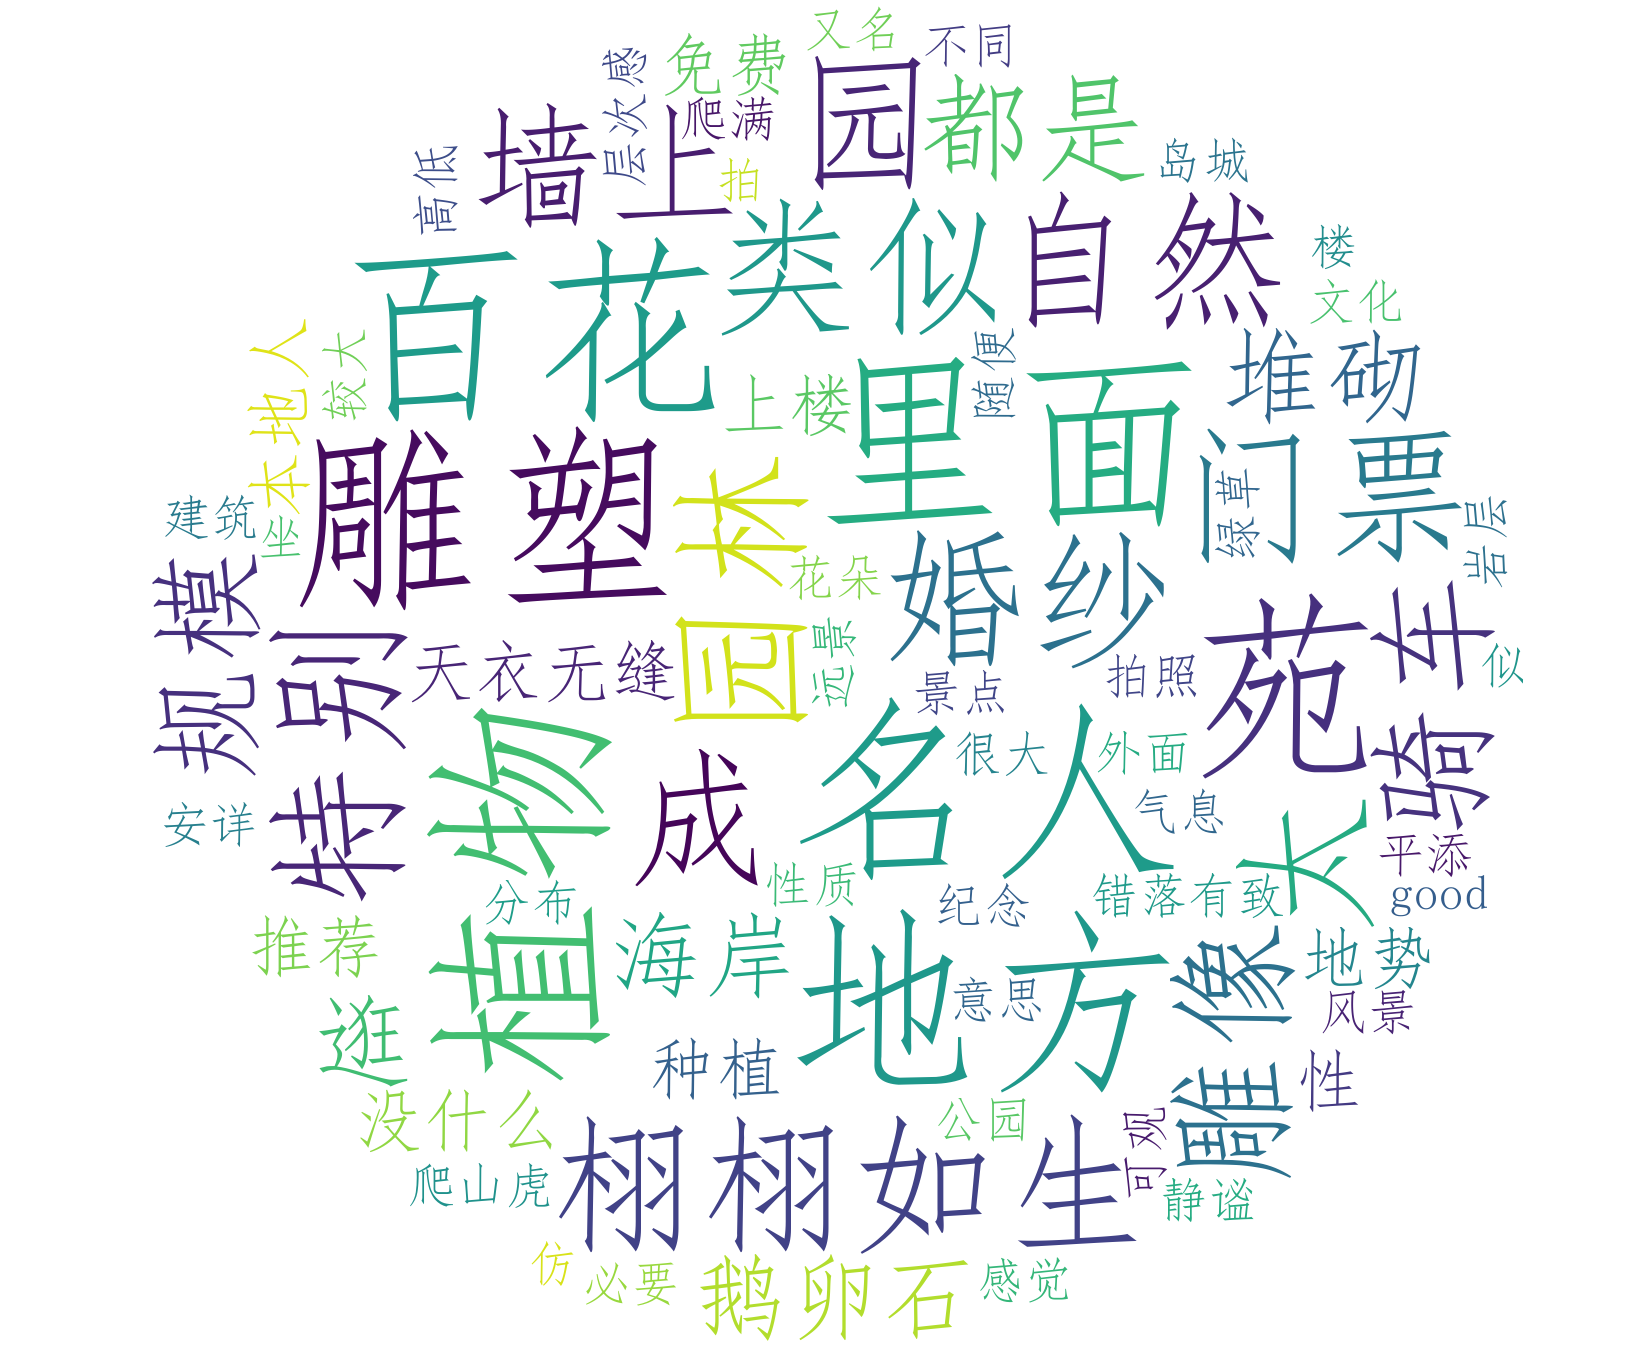 又名
不同
免费
层次感
园
都是
爬满
墙上
拍
高低
岛城
类似
自然
百花
楼
文化
本地人
较大
随便
堆砌
上楼
里面
雕塑
园林
门票
绿草
岩层
建筑
坐
婚纱
花朵
规模
特别
天衣无缝
远景
景点
拍照
苑
骑车
似
植物
成
名人
很大
外面
气息
安详
大
平添
性质
分布
纪念
错落有致
good
推荐
海岸
地方
意思
雕像
地势
风景
逛
种植
性
没什么
公园
可观
爬山虎
栩栩如生
静谧
仿
必要
鹅卵石
感觉